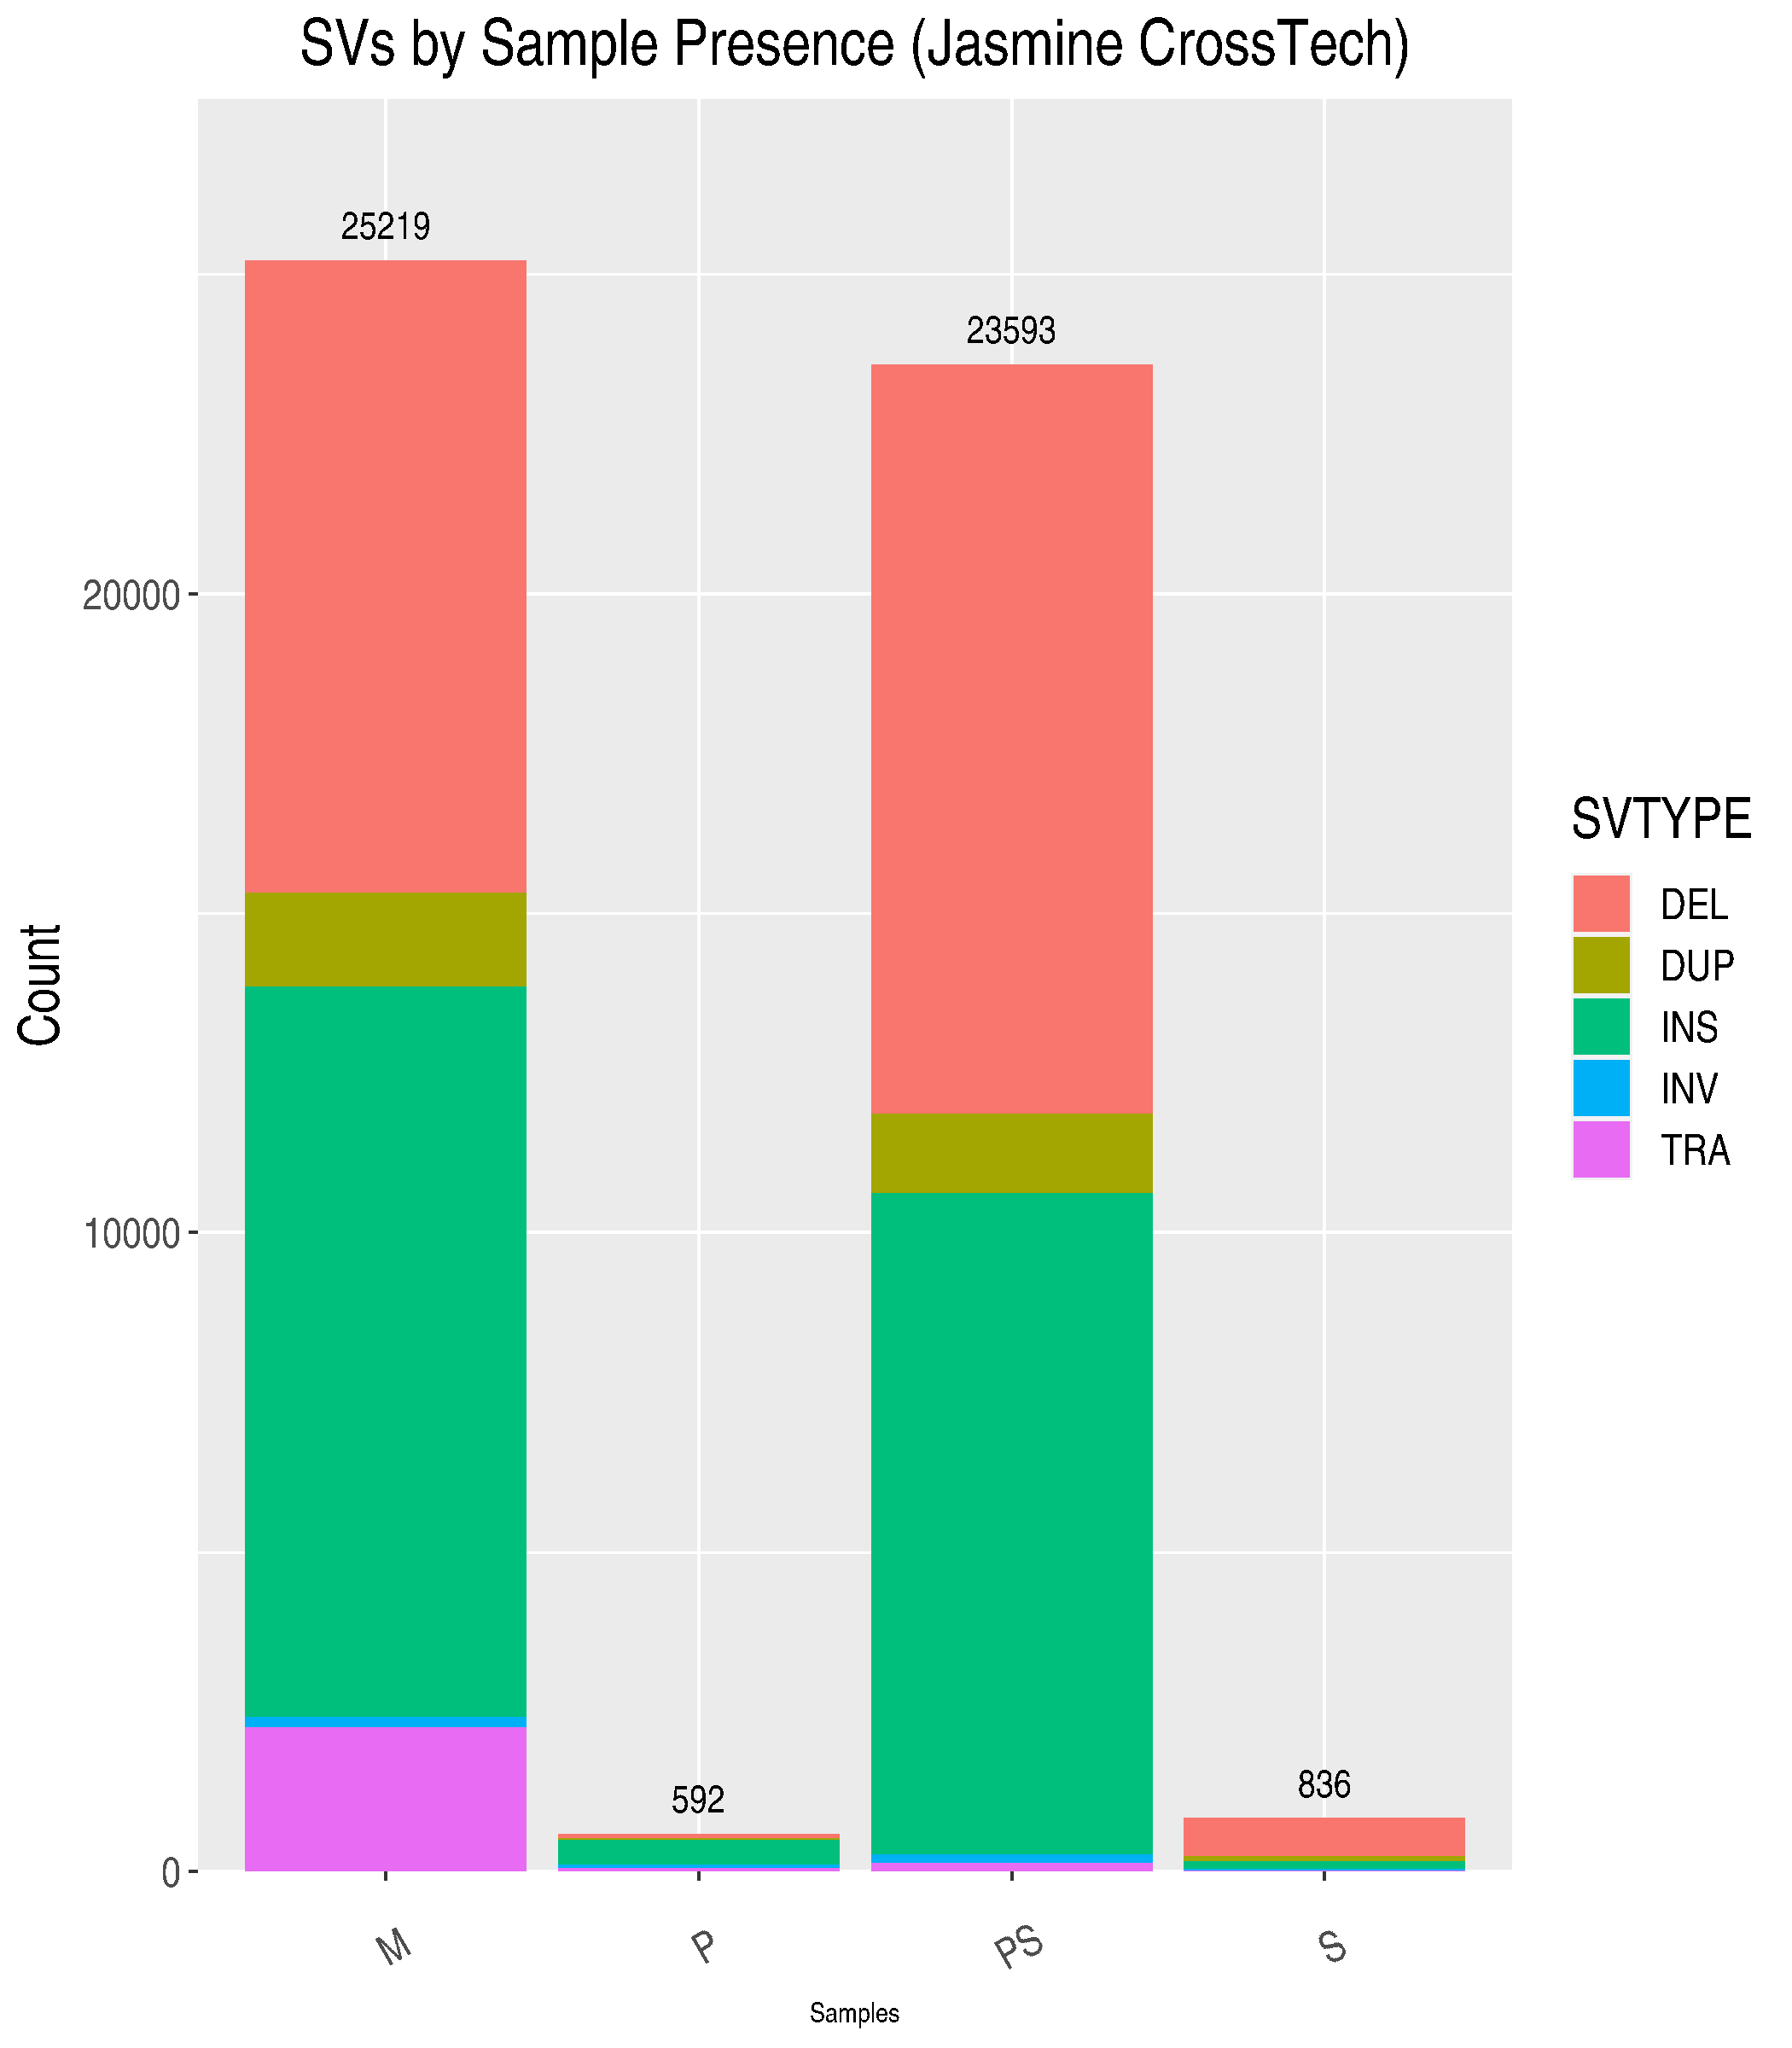 SVs by Sample Presence (Jasmine CrossTech)
25219
23593
20000
10000
592
836
0
Count
M
P
PS
S
Samples
SVTYPE
DEL
DUP
INS
INV
TRA